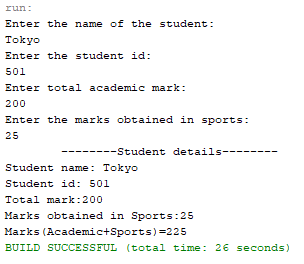 run:
Enter the name of the student:
Tokyo
Enter the student id:
501
Enter total academic mark:
200
Enter the marks obtained in sports:
25
--------Student details--------
Student name: Tokyo
Student id: 501
Total mark:200
Marks obtained in Sports:25
Marks(Academic+Sports)=225
BUILD SUCCESSFUL (total time: 26 seconds)